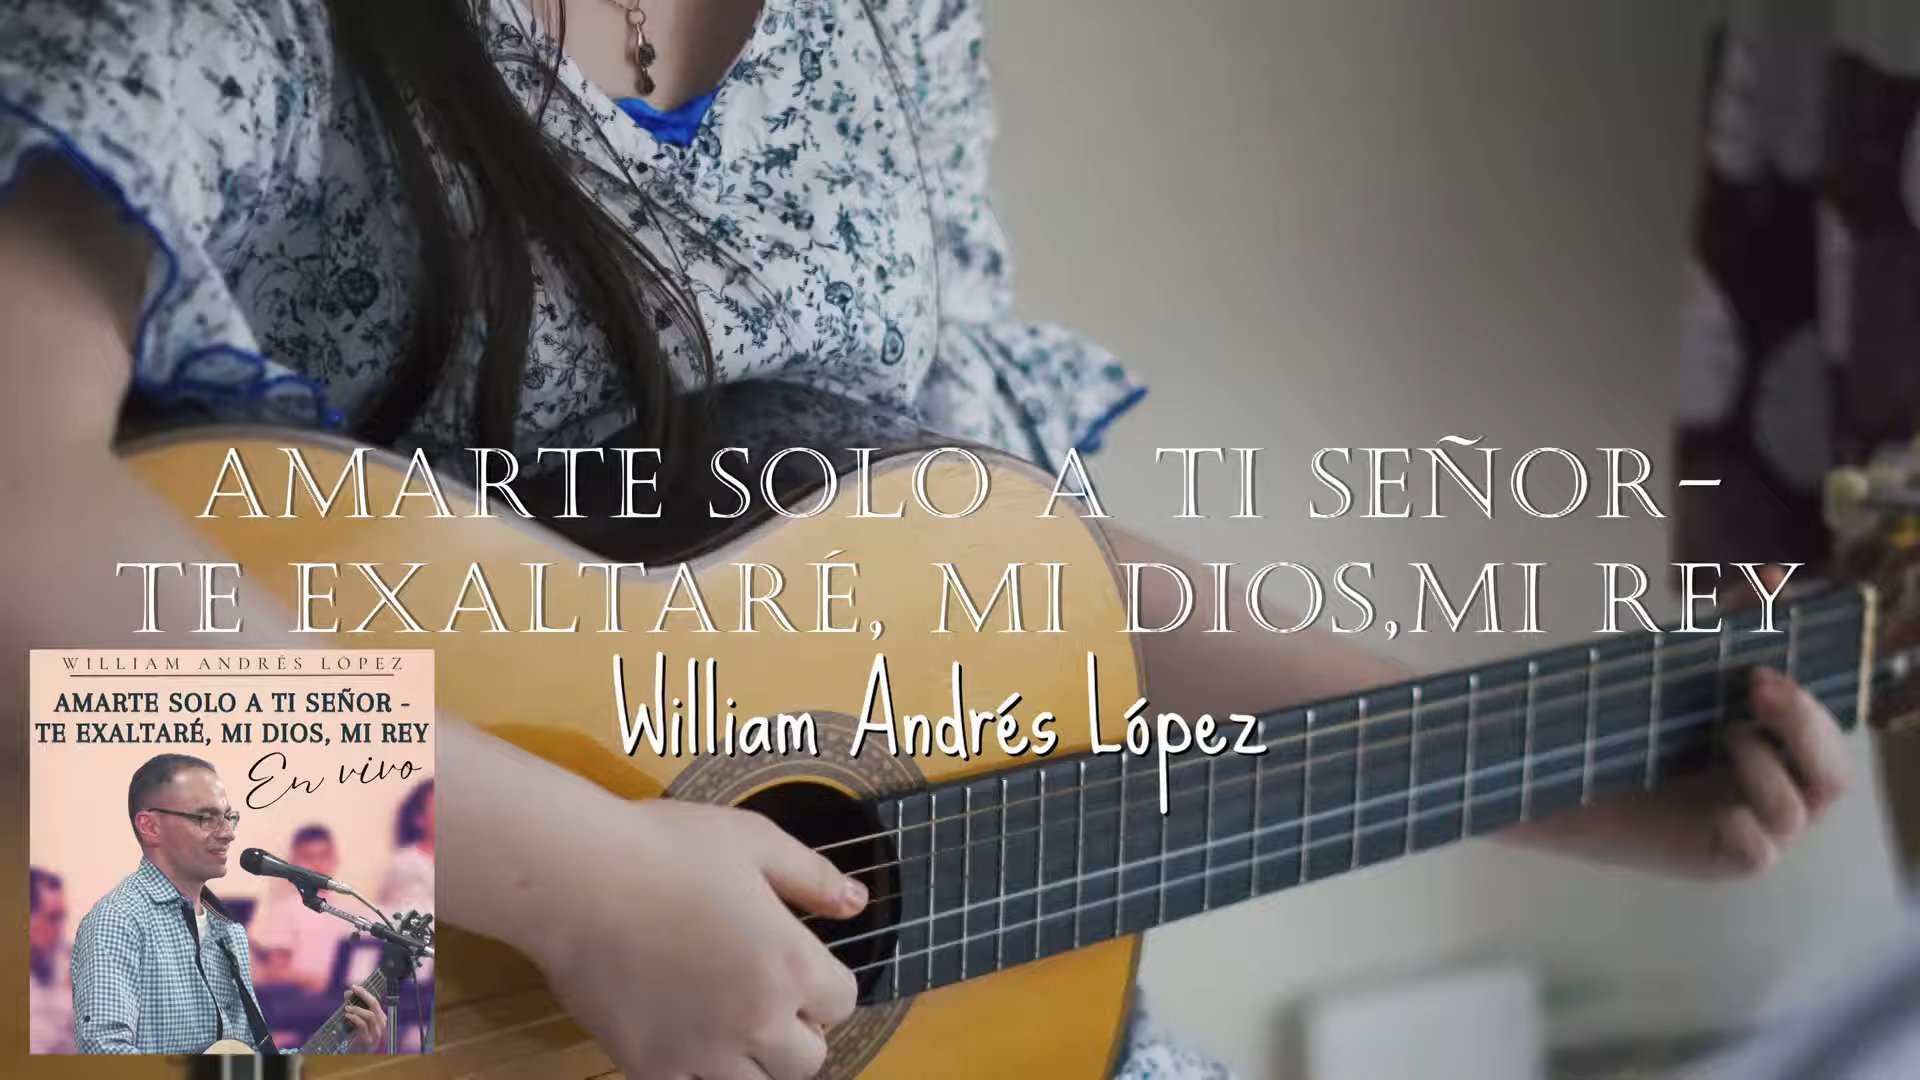 AMARTE SOLO A TI SEÑOR-
TE EXALTARÉ, MI DIOS,MI REY
William Andrés López
WILLIAM ANDRÉS LÓPEZ
AMARTE SOLO A TI SEÑOR -
TE EXALTARÉ, MI DIOS, MI REY
En vivo